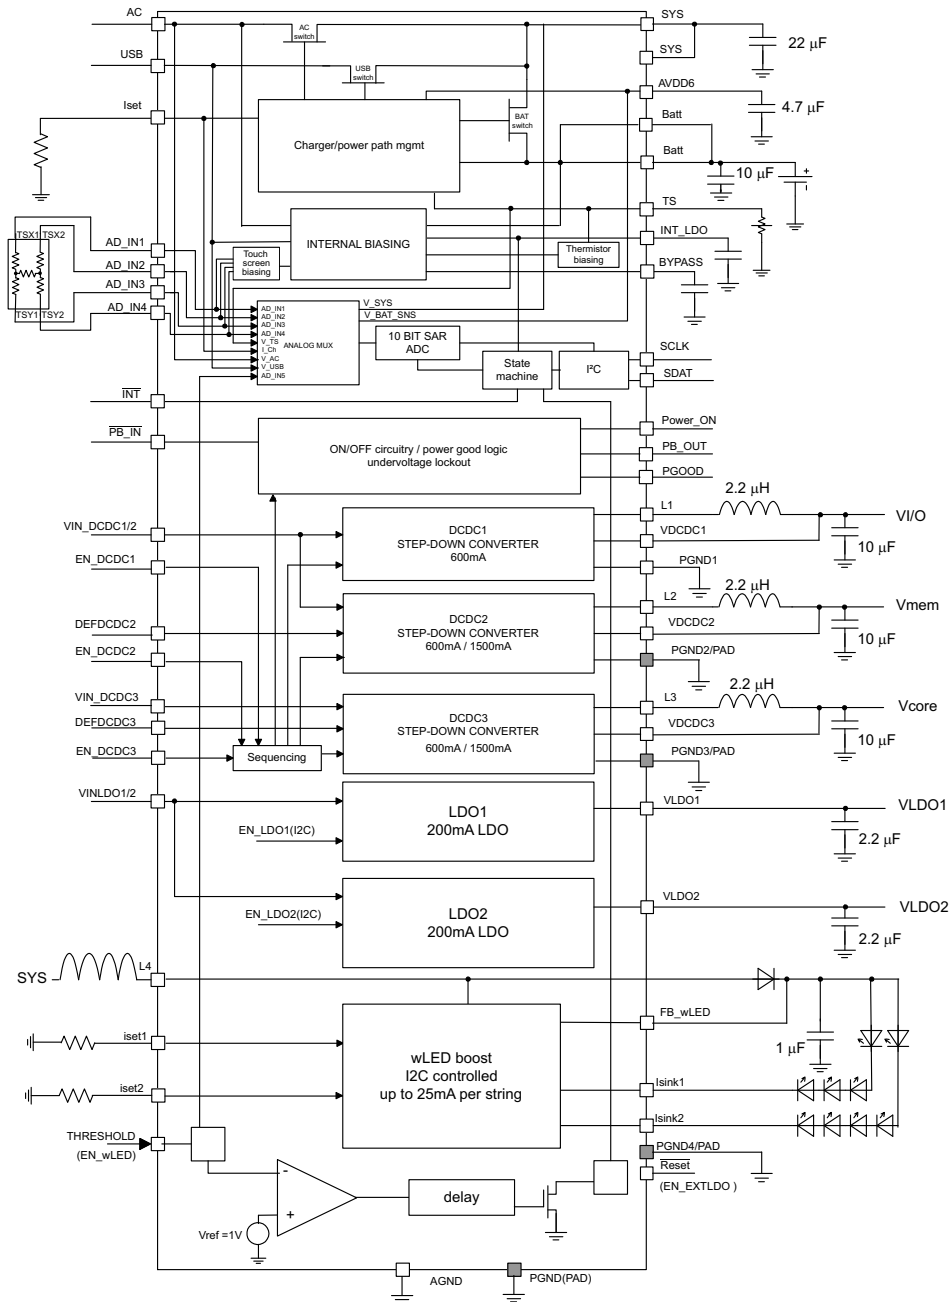 AC
SYS
AC
switch
22 μF
USB
SYS
USB
switch
AVDD6
4.7 μF
Iset
BAT
switch
Batt
Charger/power path mgmt
Batt
10 μF
+
-
TS
TSX1
TSX2
AD_IN1
INTERNAL BIASING
INT_LDO
Touch
screen
biasing
Thermistor
biasing
AD_IN2
BYPASS
AD_IN3
TSY1
TSY2
AD_IN4
AD_IN1
AD_IN2
AD_IN3
AD_IN4
V_TS
I_Ch
V_AC
V_USB
AD_IN5
ANALOG MUX
V_SYS
V_BAT_SNS
10 BIT SAR
ADC
State
machine
I²C
SCLK
SDAT
INT
Power_ON
PB_IN
ON/OFF circuitry / power good logic
undervoltage lockout
PB_OUT
PGOOD
2.2 μH
L1
VI/O
VIN_DCDC1/2
DCDC1
STEP-DOWN CONVERTER
600mA
VDCDC1
10 μF
EN_DCDC1
PGND1
2.2 μH
L2
Vmem
DEFDCDC2
DCDC2
STEP-DOWN CONVERTER
600mA / 1500mA
VDCDC2
10 μF
EN_DCDC2
PGND2/PAD
2.2 μH
VIN_DCDC3
L3
Vcore
DEFDCDC3
DCDC3
STEP-DOWN CONVERTER
600mA / 1500mA
VDCDC3
10 μF
EN_DCDC3
Sequencing
PGND3/PAD
VINLDO1/2
LDO1
200mA LDO
VLDO1
VLDO1
EN_LDO1(I2C)
2.2 μF
LDO2
200mA LDO
VLDO2
VLDO2
EN_LDO2(I2C)
2.2 μF
SYS
L4
FB_wLED
iset1
wLED boost
I2C controlled
up to 25mA per string
1 μF
iset2
Isink1
Isink2
THRESHOLD
(EN_wLED)
PGND4/PAD
Reset
(EN_EXTLDO )
-
+
delay
Vref =1V
AGND
PGND(PAD)